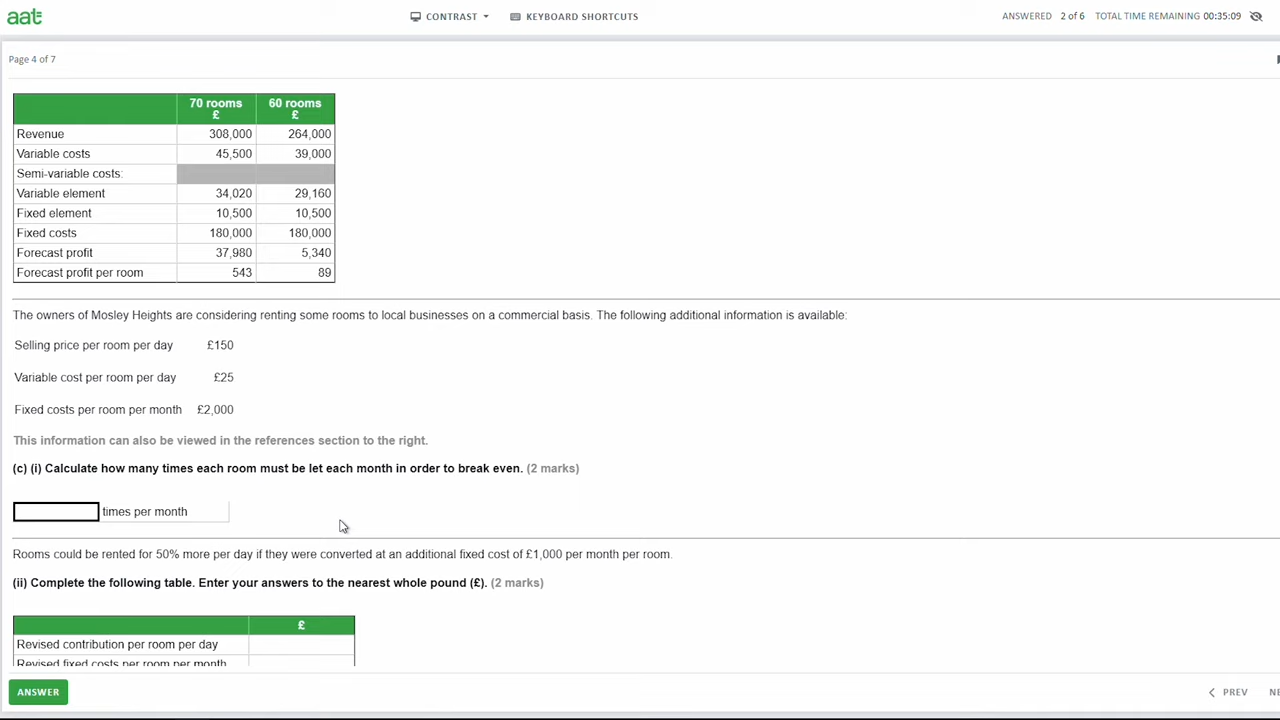 aat
CONTRAST
KEYBOARD SHORTCUTS
ANSWERED 2 of 6 TOTAL TIME REMAINING 00:35:09
Page 4 of 7
70 rooms 60 rooms
£ £
Revenue 308,000 264,000
Variable costs 45,500 39,000
Semi-variable costs:
Variable element 34,020 29,160
Fixed element 10,500 10,500
Fixed costs 180,000 180,000
Forecast profit 37,980 5,340
Forecast profit per room 543 89
The owners of Mosley Heights are considering renting some rooms to local businesses on a commercial basis. The following additional information is available:
Selling price per room per day £150
Variable cost per room per day £25
Fixed costs per room per month £2,000
This information can also be viewed in the references section to the right.
(c) (i) Calculate how many times each room must be let each month in order to break even. (2 marks)
times per month
Rooms could be rented for 50% more per day if they were converted at an additional fixed cost of £1,000 per month per room.
(ii) Complete the following table. Enter your answers to the nearest whole pound (£). (2 marks)
£
Revised contribution per room per day
Revised fixed costs per room per month
ANSWER
PREV
NE